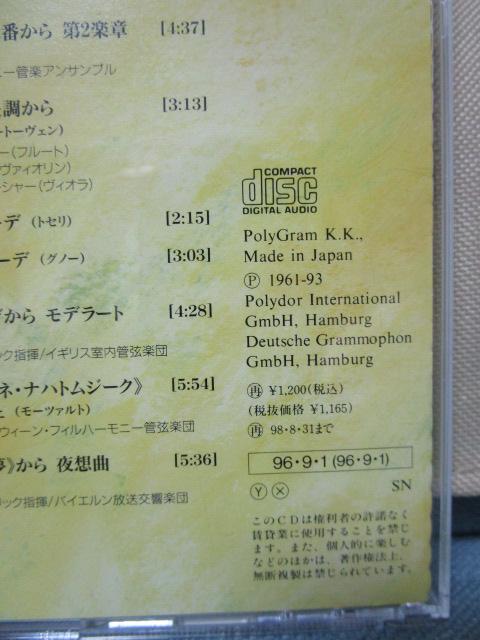 番から 第2楽章 [4:37]
ニー管楽アンサンブル
調から [3:13]
ートーヴェン）
ー（フルート）
ヴァイオリン）
ーシャー（ヴィオラ）
ーデ（トセリ） [2:15]
ーデ（グノー） [3:03]
から モデラート [4:28]
ック指揮/イギリス室内管弦楽団
ネ・ナハトムジーク》 [5:54]
（モーツァルト）
ウィーン・フィルハーモニー管弦楽団
夢》から 夜想曲 [5:36]
ック指揮/バイエルン放送交響楽団
COMPACT
disc
DIGITAL AUDIO
PolyGram K.K.,
Made in Japan
Ⓟ 1961-93
Polydor International
GmbH, Hamburg
Deutsche Grammophon
GmbH, Hamburg
㊢ ¥1,200(税込)
(税抜価格 ¥1,165)
98・8・31まで
96・9・1 (96・9・1)
Ⓨ Ⓧ SN
このCDは権利者の許諾なく
賃貸業に使用することを禁じ
ます。また、個人的に楽しむ
などのほかは、著作権法上、
無断複製は禁じられています。